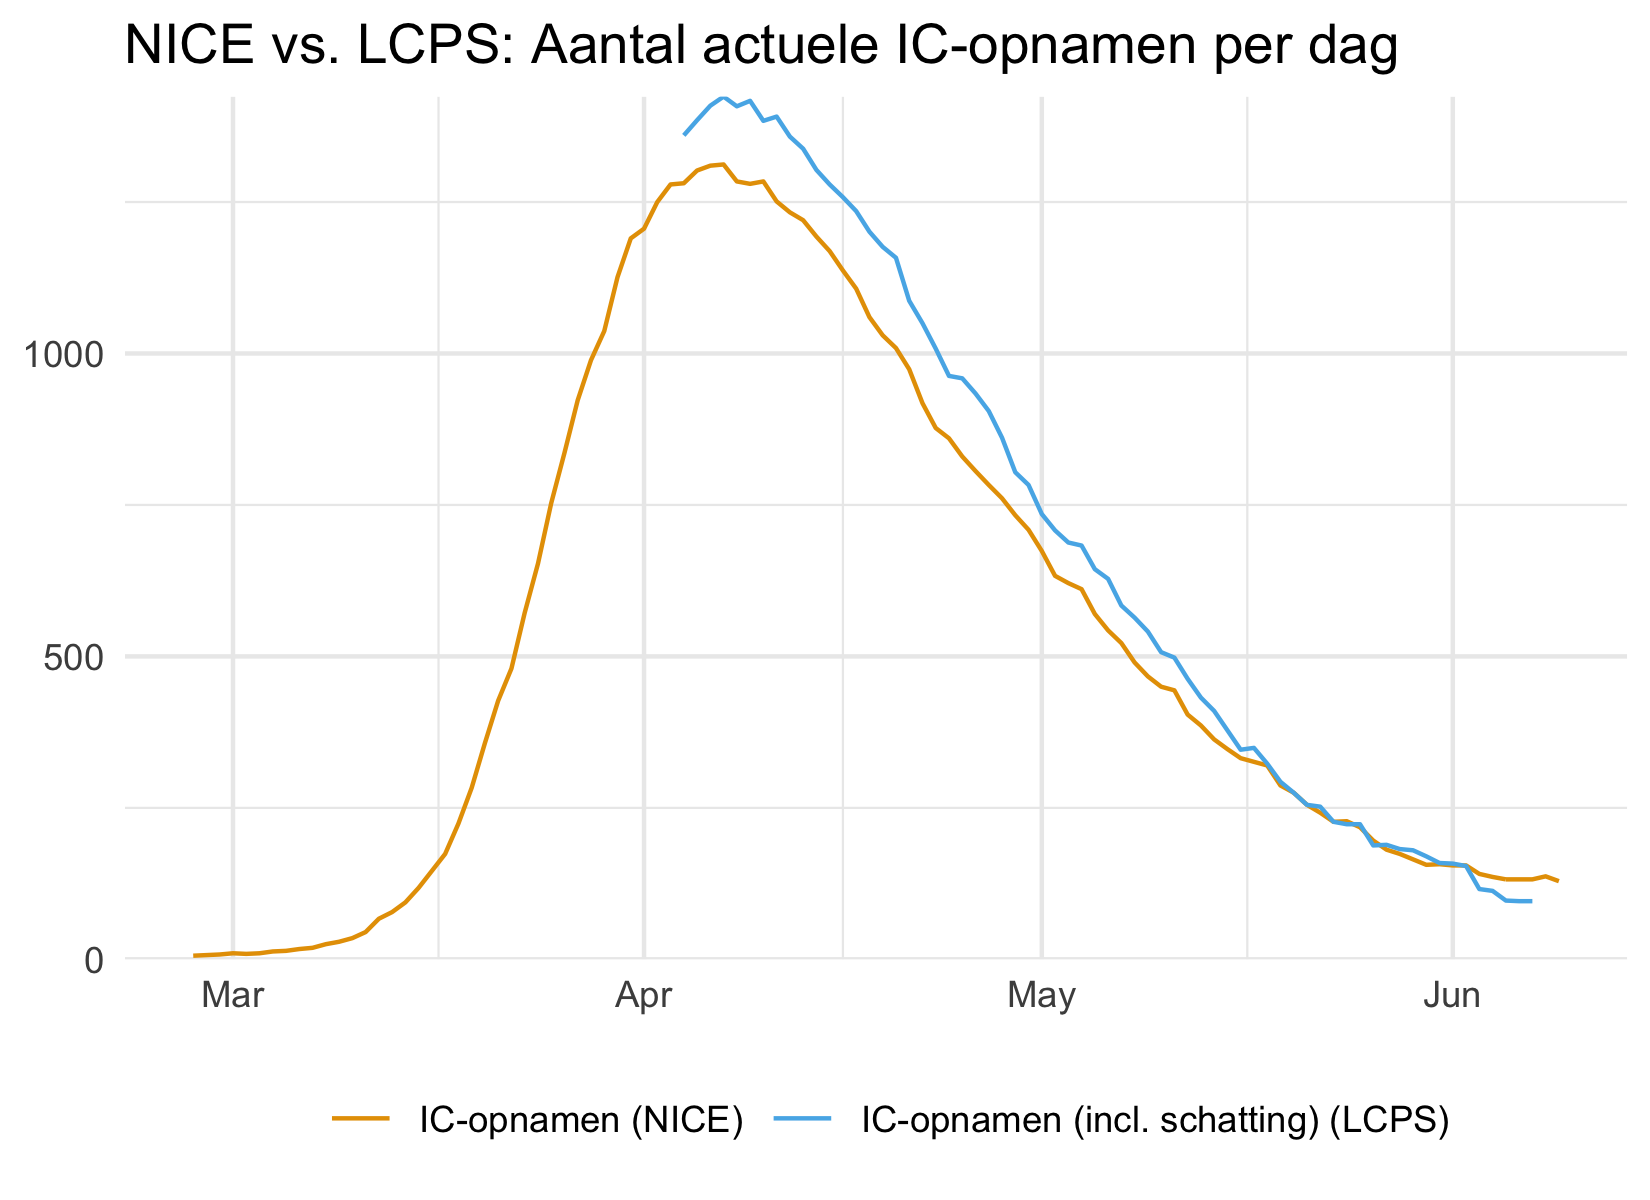 NICE vs. LCPS: Aantal actuele IC-opnamen per dag
1000
500
0
Mar Apr May Jun
IC-opnamen (NICE) IC-opnamen (incl. schatting) (LCPS)